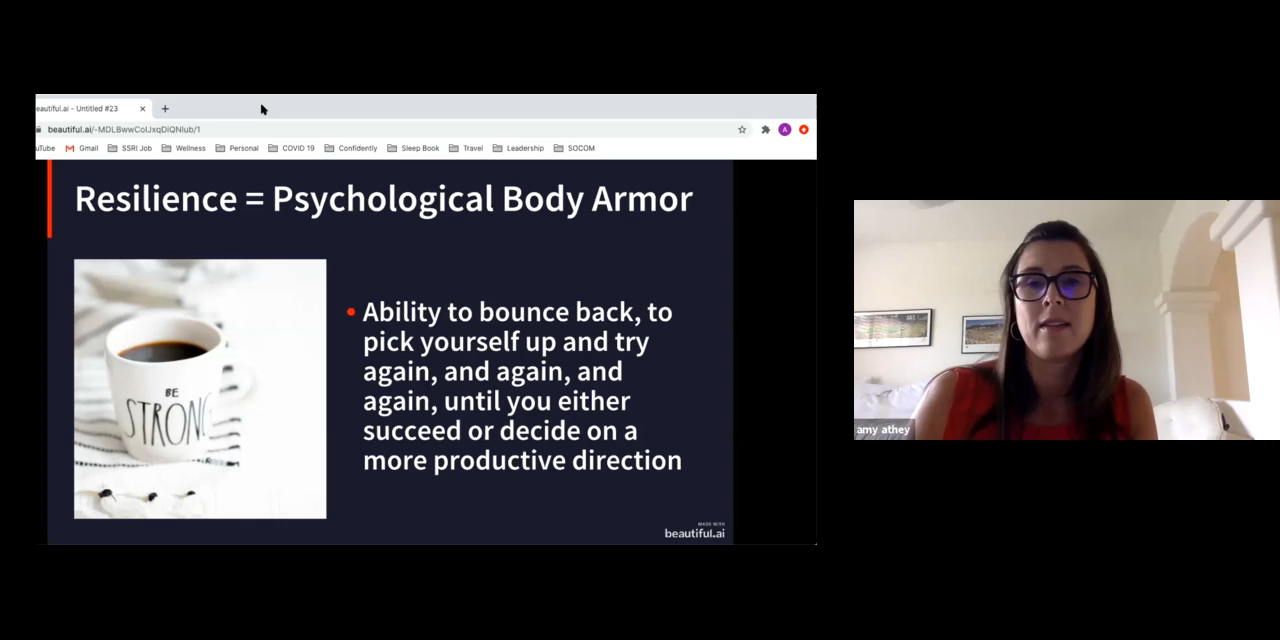 eautiful.ai - Untitled #23
beautiful.ai/-MDLBwwColJxqDiQNlub/1
A
uTube Gmail SSRI Job Wellness Personal COVID 19 Confidently Sleep Book Travel Leadership SOCOM
Resilience = Psychological Body Armor
BE
STRONG
Ability to bounce back, to
pick yourself up and try
again, and again, and
again, until you either
succeed or decide on a
more productive direction
MADE WITH
beautiful.ai
amy athey